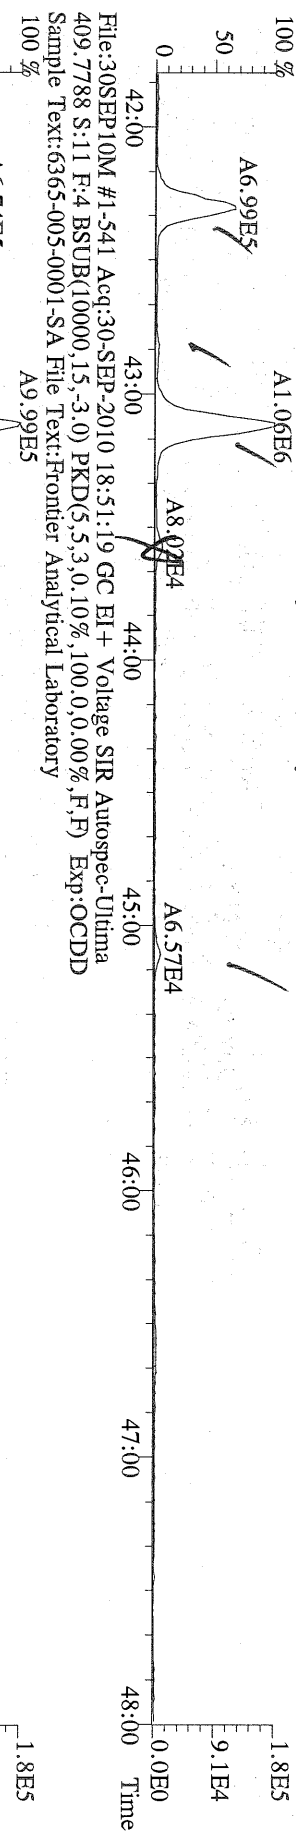 100 %
A6.99E5
A1.06E6
1.8E5
50
9.1E4
A8.02E4
A6.57E4
0
0.0E0
42:00
43:00
44:00
45:00
46:00
47:00
48:00
Time
File:30SEP10M #1-541 Acq:30-SEP-2010 18:51:19 GC EI+ Voltage SIR Autospec-Ultima
409.7788 S:11 F:4 BSUB(10000,15,-3.0) PKD(5,5,3,0.10%,100.0,0.00%,F,F) Exp:OCDD
Sample Text:6365-005-0001-SA File Text:Frontier Analytical Laboratory
100 %
A9.99E5
1.8E5